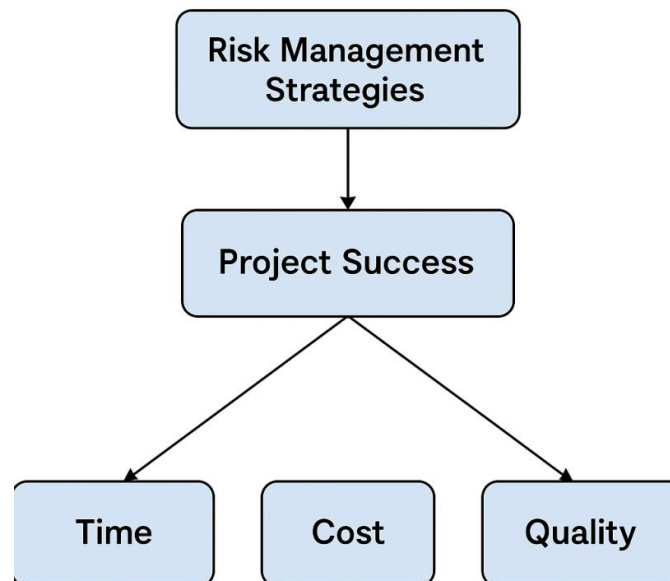 Risk Management
Strategies
Project Success
Time
Cost
Quality